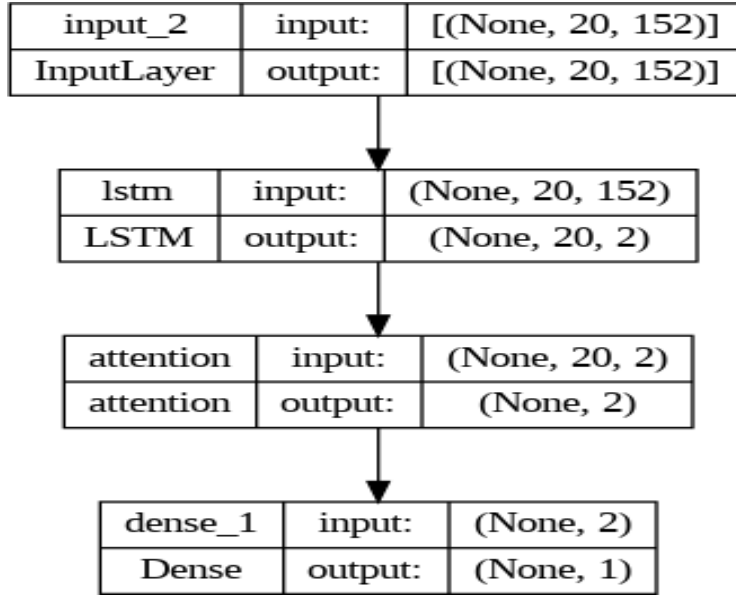 input_2 input: [(None, 20, 152)]
InputLayer output: [(None, 20, 152)]
lstm input: (None, 20, 152)
LSTM output: (None, 20, 2)
attention input: (None, 20, 2)
attention output: (None, 2)
dense_1 input: (None, 2)
Dense output: (None, 1)